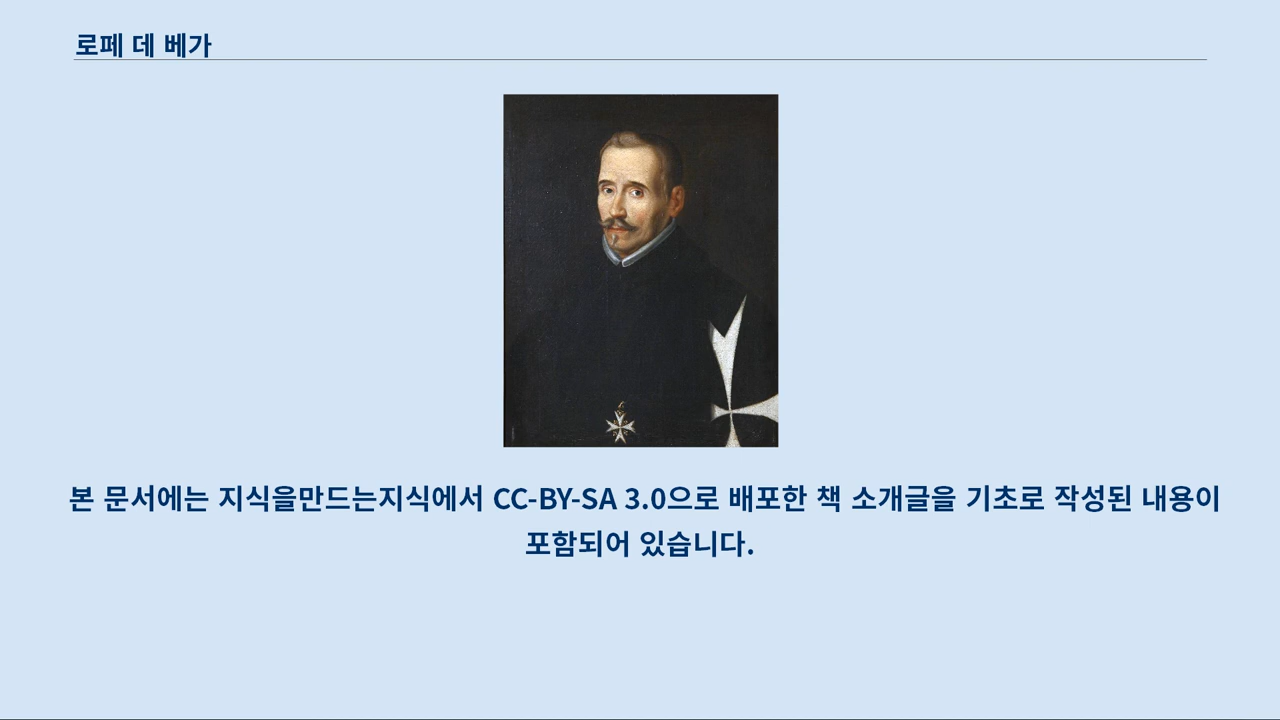 로페 데 베가
본 문서에는 지식을만드는지식에서 CC-BY-SA 3.0으로 배포한 책 소개글을 기초로 작성된 내용이
포함되어 있습니다.